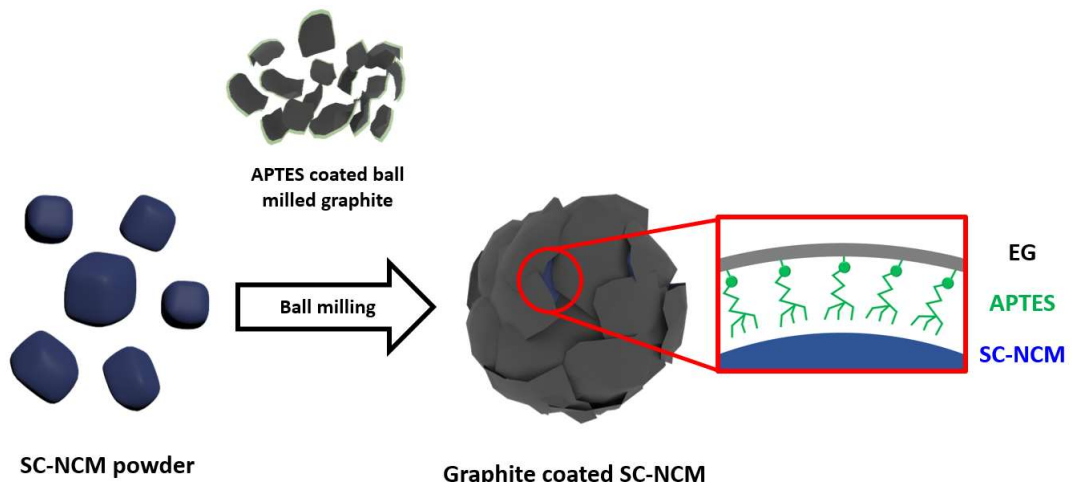 APTES coated ball
milled graphite
Ball milling
EG
APTES
SC-NCM
SC-NCM powder
Graphite coated SC-NCM